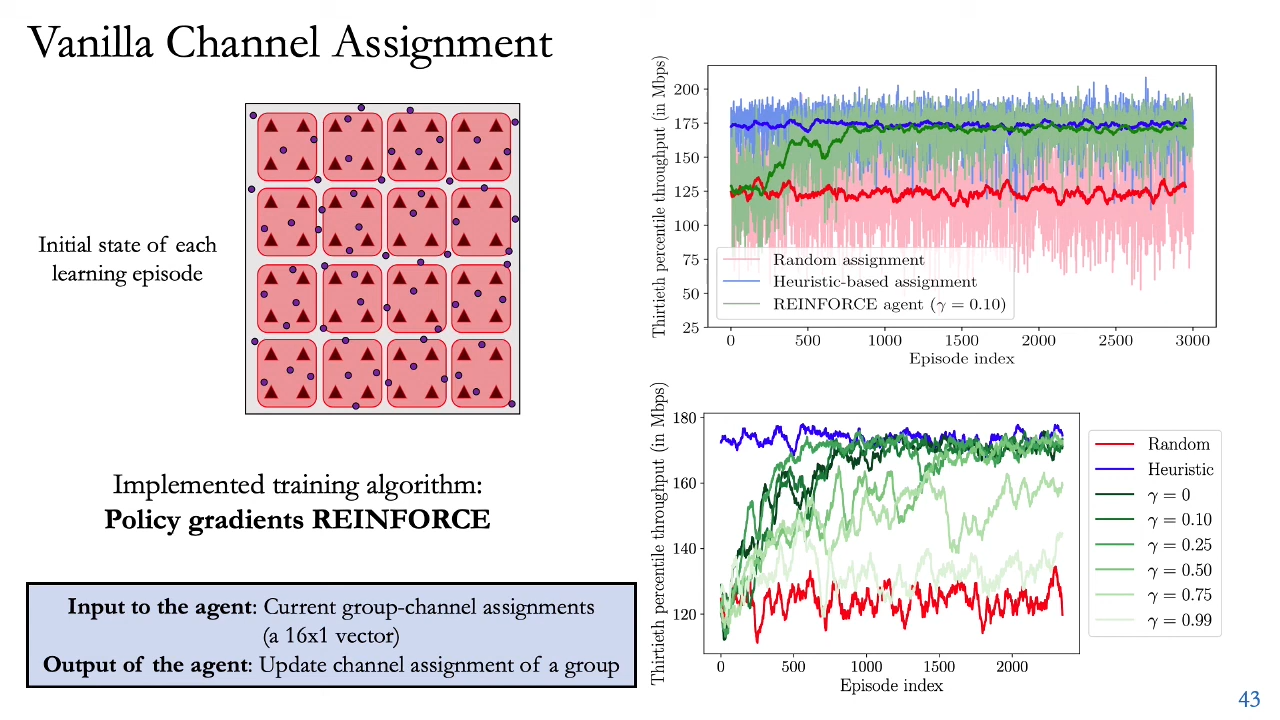 Vanilla Channel Assignment
Initial state of each
learning episode
Implemented training algorithm:
Policy gradients REINFORCE
Input to the agent: Current group-channel assignments
(a 16x1 vector)
Output of the agent: Update channel assignment of a group
Thirtieth percentile throughput (in Mbps)
200
175
150
125
100
75
50
25
Random assignment
Heuristic-based assignment
REINFORCE agent (γ = 0.10)
0 500 1000 1500 2000 2500 3000
Episode index
Thirtieth percentile throughput (in Mbps)
180
160
140
120
0 500 1000 1500 2000
Episode index
Random
Heuristic
γ = 0
γ = 0.10
γ = 0.25
γ = 0.50
γ = 0.75
γ = 0.99
43